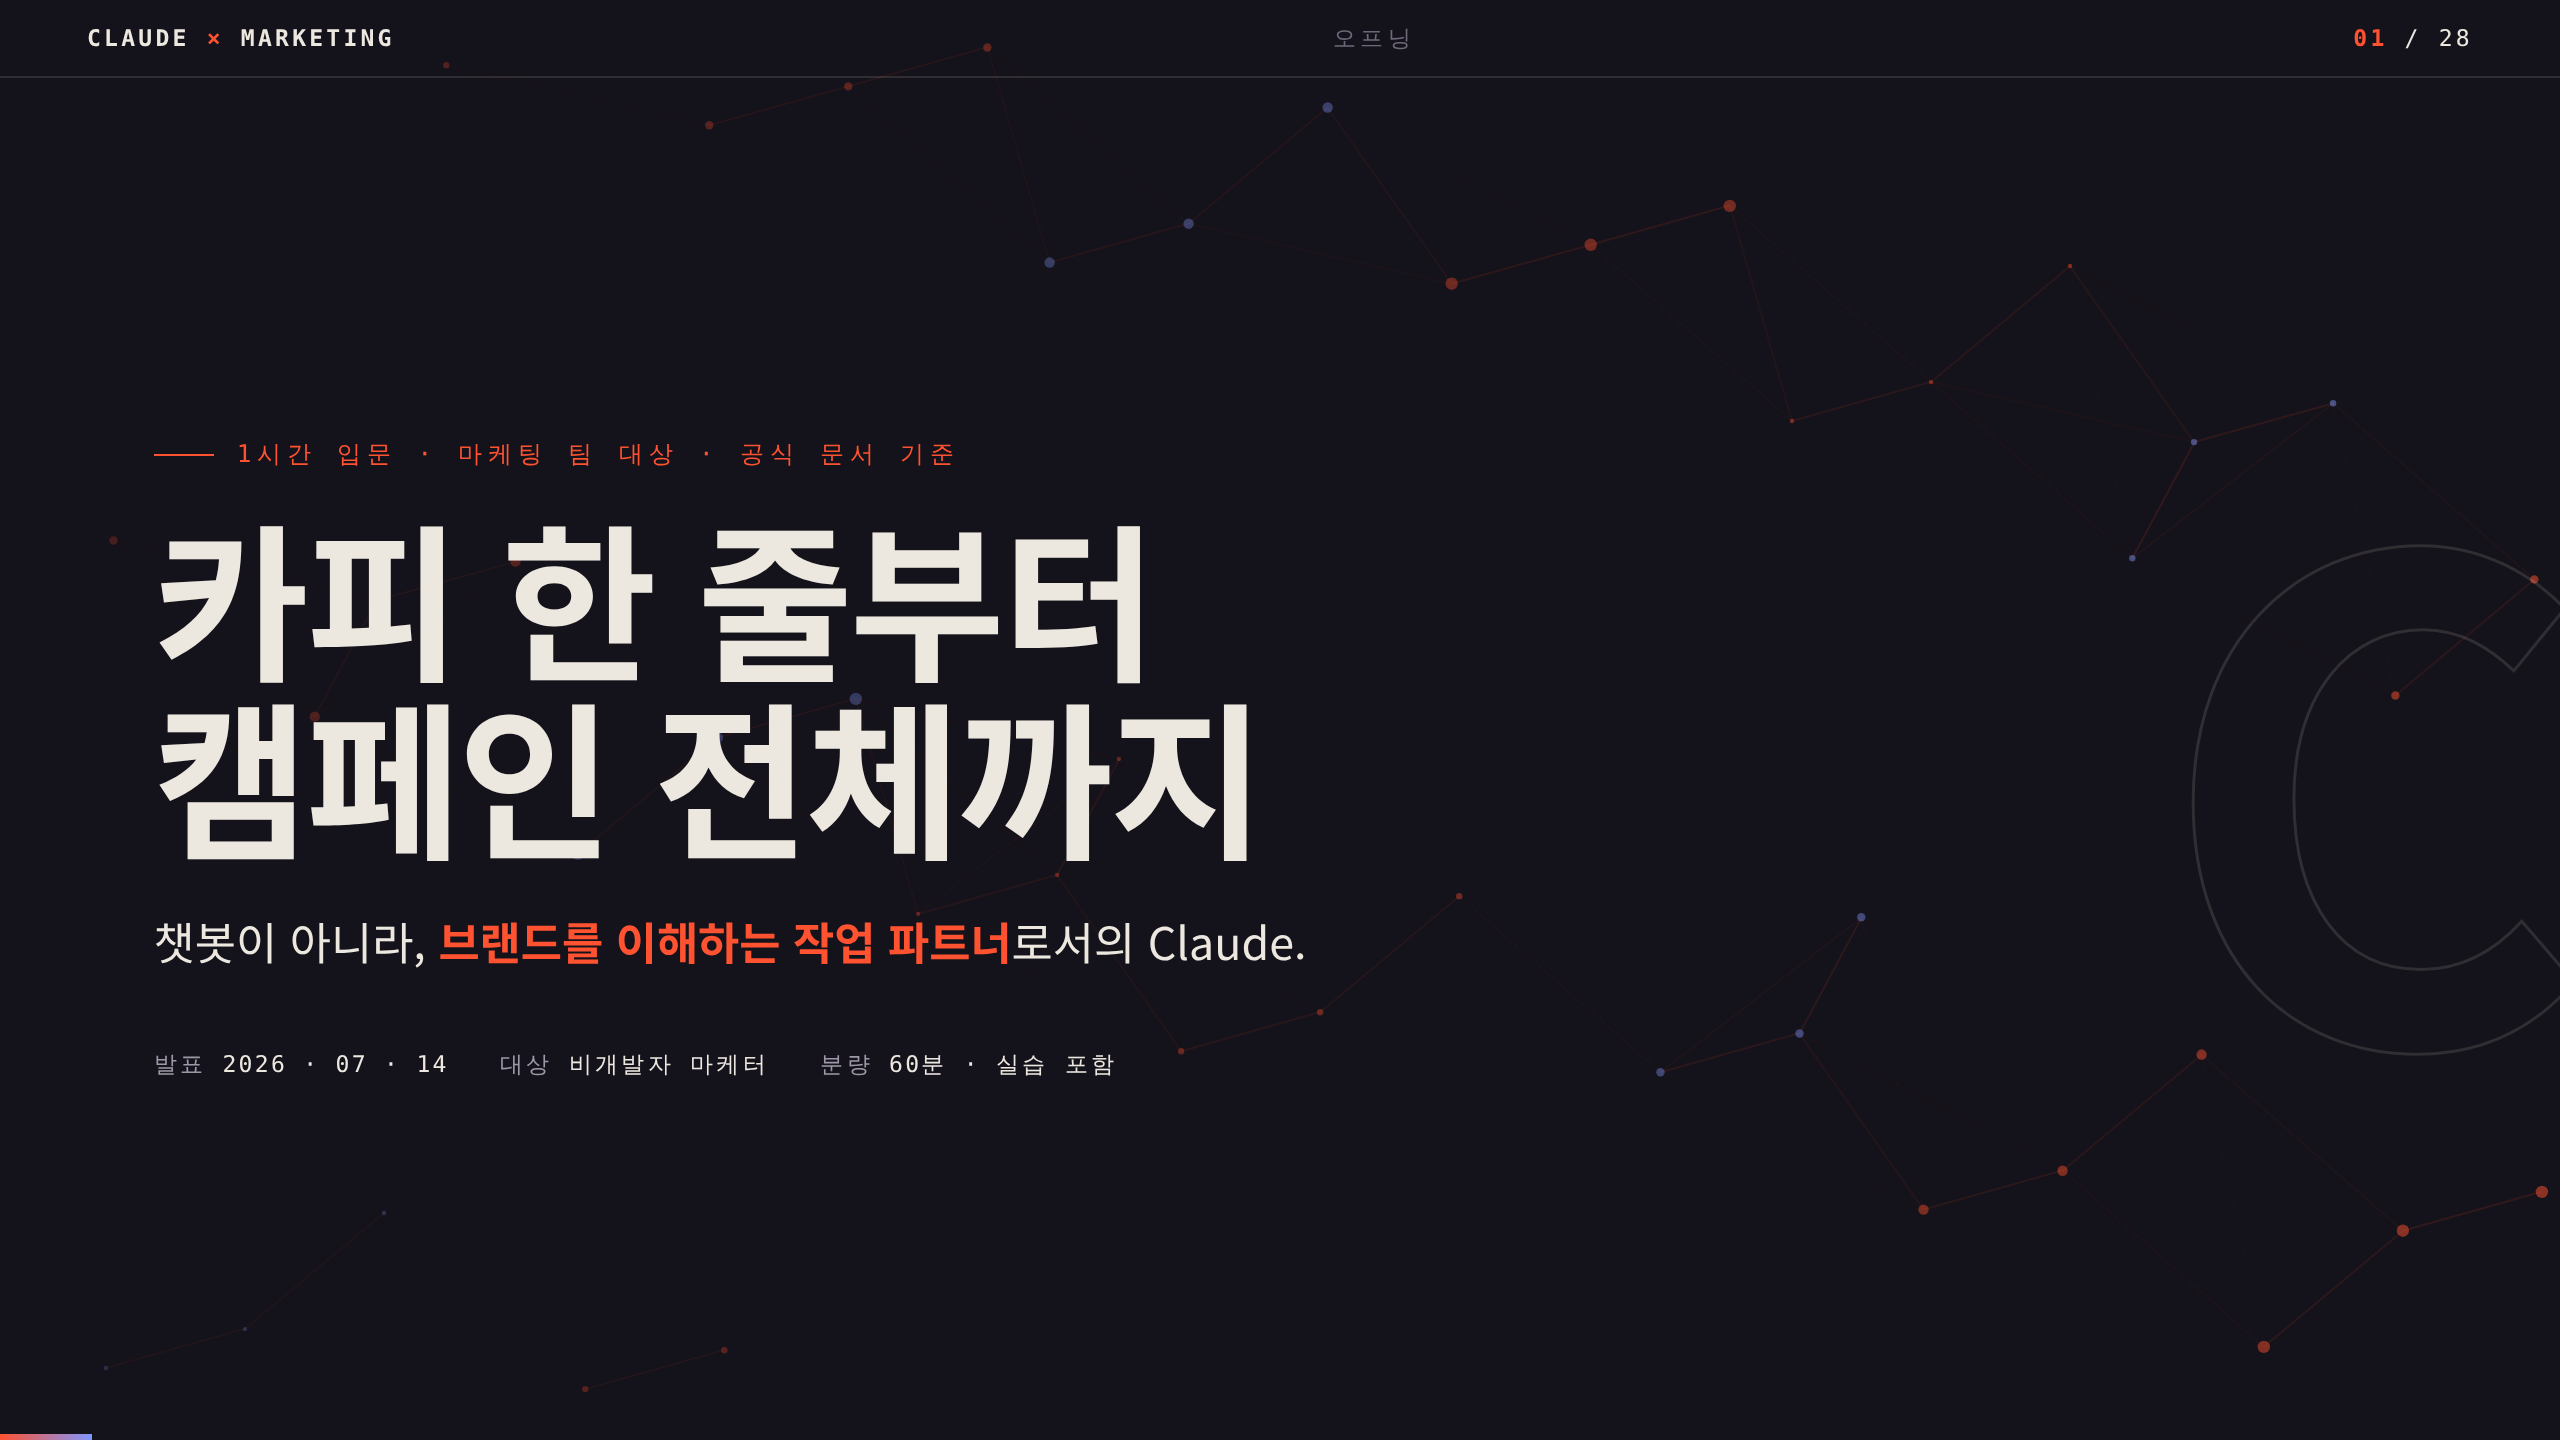 CLAUDE × MARKETING
오프닝
01 / 28
1시간 입문 · 마케팅 팀 대상 · 공식 문서 기준
카피 한 줄부터
캠페인 전체까지
챗봇이 아니라, 브랜드를 이해하는 작업 파트너로서의 Claude.
발표 2026 · 07 · 14 대상 비개발자 마케터 분량 60분 · 실습 포함
C